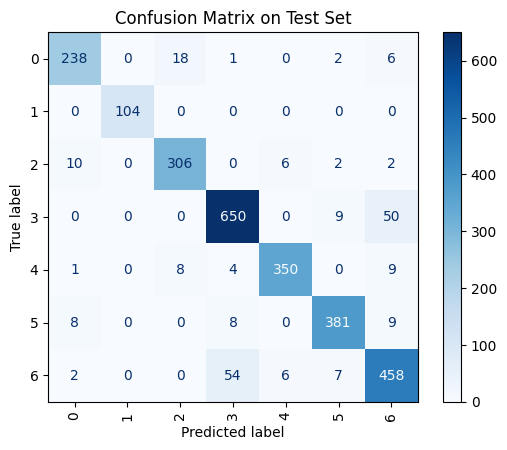 Confusion Matrix on Test Set
0 238 0 18 1 0 2 6
1 0 104 0 0 0 0 0
2 10 0 306 0 6 2 2
3 0 0 0 650 0 9 50
4 1 0 8 4 350 0 9
5 8 0 0 8 0 381 9
6 2 0 0 54 6 7 458
0 1 2 3 4 5 6
Predicted label
True label
600
500
400
300
200
100
0